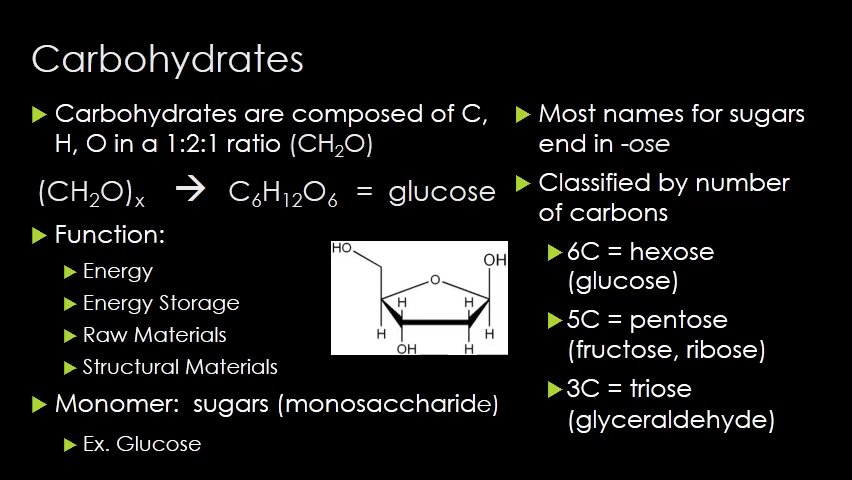 Carbohydrates
▶ Carbohydrates are composed of C,
H, O in a 1:2:1 ratio (CH₂O)
(CH₂O)ₓ → C₆H₁₂O₆ = glucose
▶ Function:
▶ Energy
▶ Energy Storage
▶ Raw Materials
▶ Structural Materials
▶ Monomer: sugars (monosaccharide)
▶ Ex. Glucose
HO
OH
O
H
H
H
H
OH
H
▶ Most names for sugars
end in -ose
▶ Classified by number
of carbons
▶ 6C = hexose
(glucose)
▶ 5C = pentose
(fructose, ribose)
▶ 3C = triose
(glyceraldehyde)